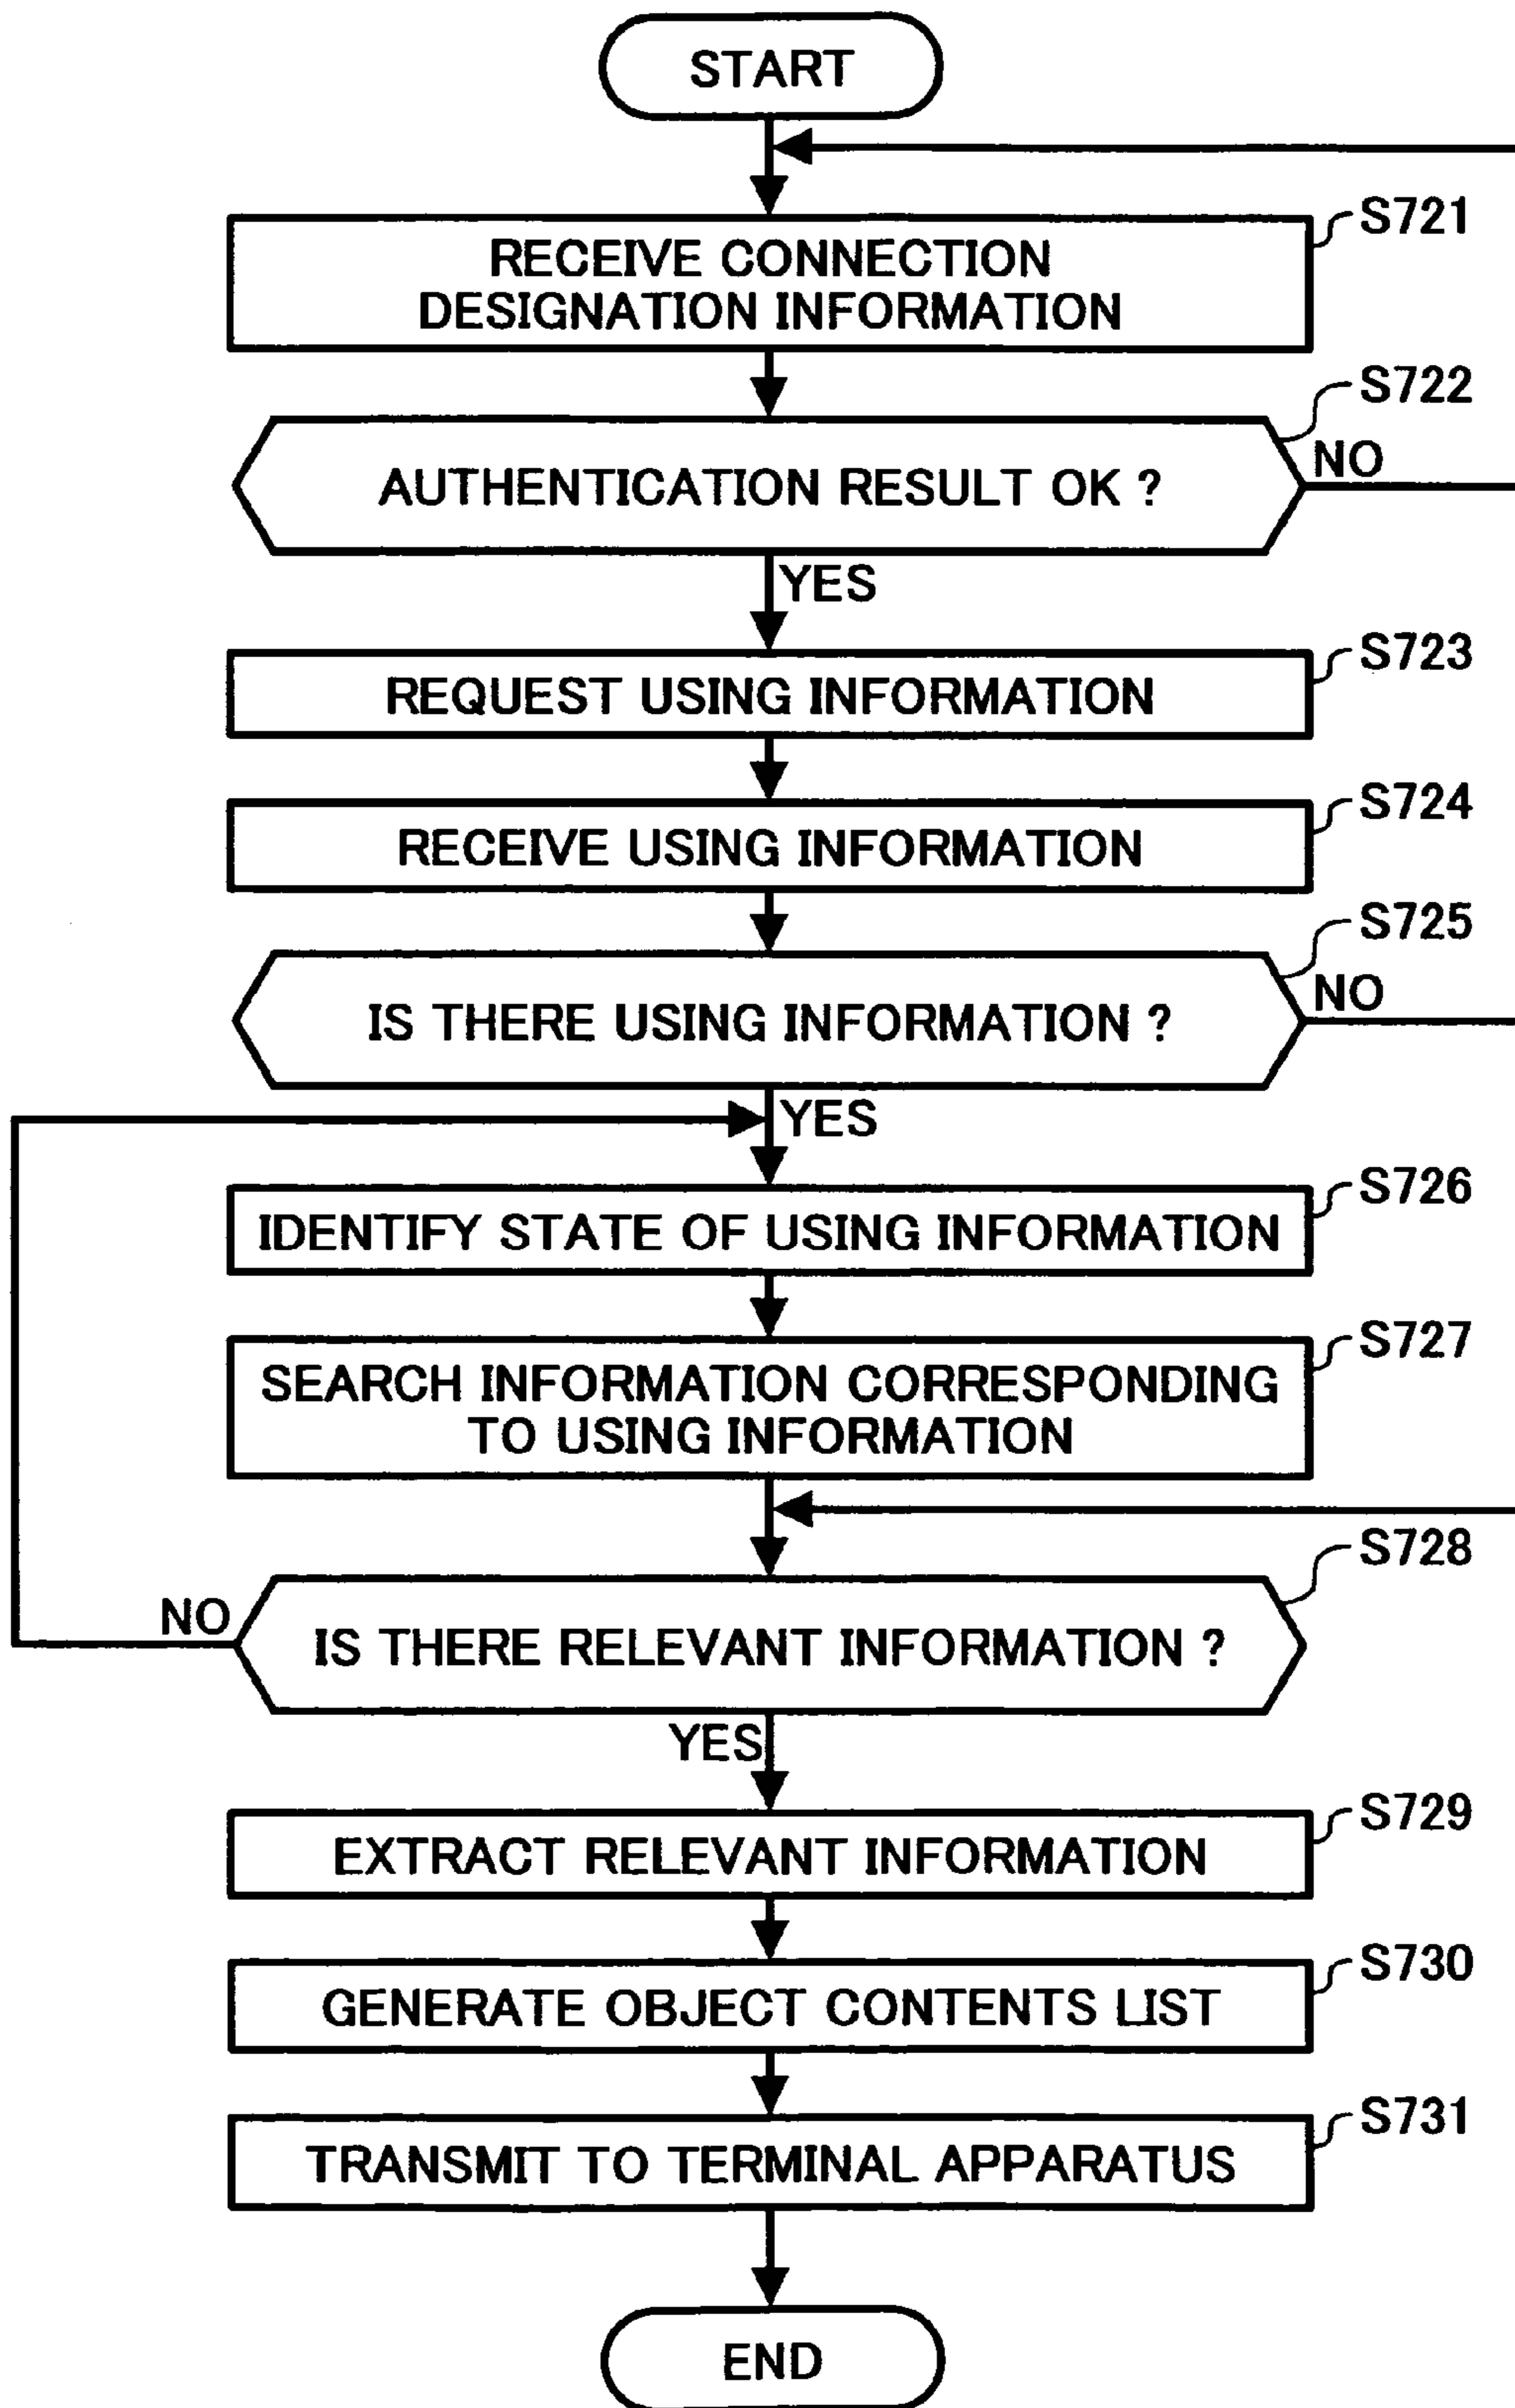 START
S721
RECEIVE CONNECTION
DESIGNATION INFORMATION
S722
AUTHENTICATION RESULT OK ?
NO
YES
S723
REQUEST USING INFORMATION
S724
RECEIVE USING INFORMATION
S725
IS THERE USING INFORMATION ?
NO
YES
S726
IDENTIFY STATE OF USING INFORMATION
S727
SEARCH INFORMATION CORRESPONDING
TO USING INFORMATION
S728
NO
IS THERE RELEVANT INFORMATION ?
YES
S729
EXTRACT RELEVANT INFORMATION
S730
GENERATE OBJECT CONTENTS LIST
S731
TRANSMIT TO TERMINAL APPARATUS
END